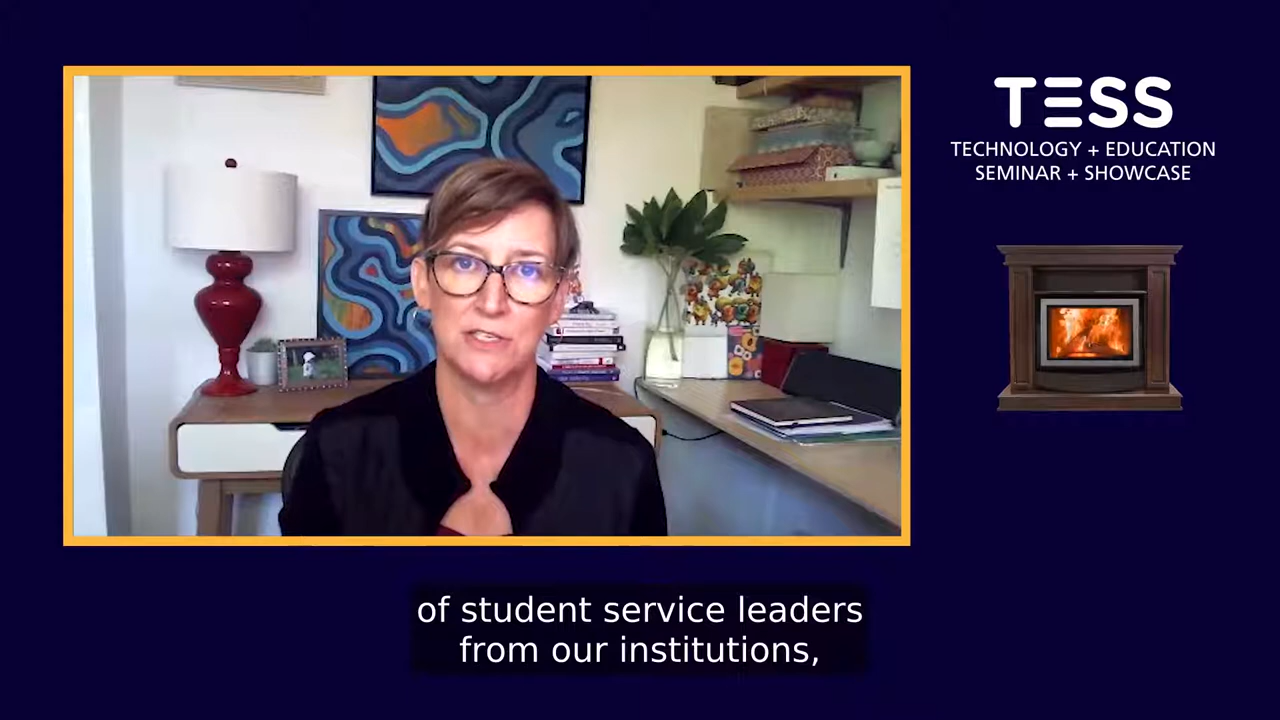 TESS
TECHNOLOGY + EDUCATION
SEMINAR + SHOWCASE
of student service leaders
from our institutions,